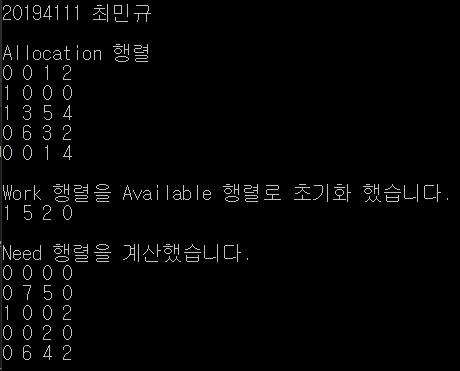 20194111 최민규
Allocation 행렬
0 0 1 2
1 0 0 0
1 3 5 4
0 6 3 2
0 0 1 4
Work 행렬을 Available 행렬로 초기화 했습니다.
1 5 2 0
Need 행렬을 계산했습니다.
0 0 0 0
0 7 5 0
1 0 0 2
0 0 2 0
0 6 4 2